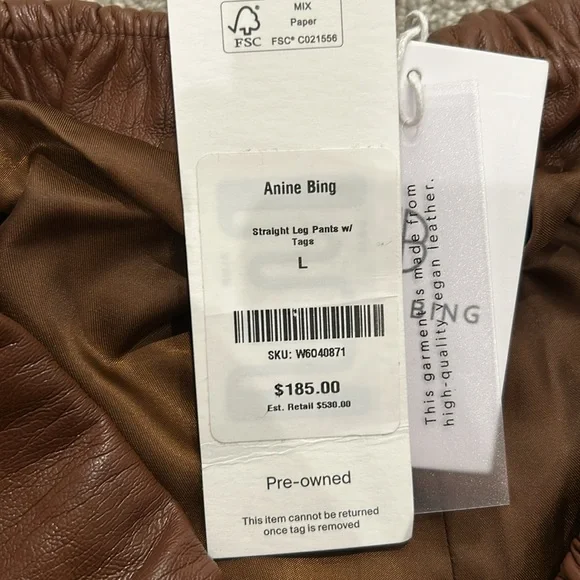 MIX
Paper
FSC
FSC® C021556
Anine Bing
Straight Leg Pants w/
Tags
L
SKU: W6040871
$185.00
Est. Retail $530.00
Pre-owned
This item cannot be returned
once tag is removed
This garment is made from
high-quality vegan leather.
B
BING